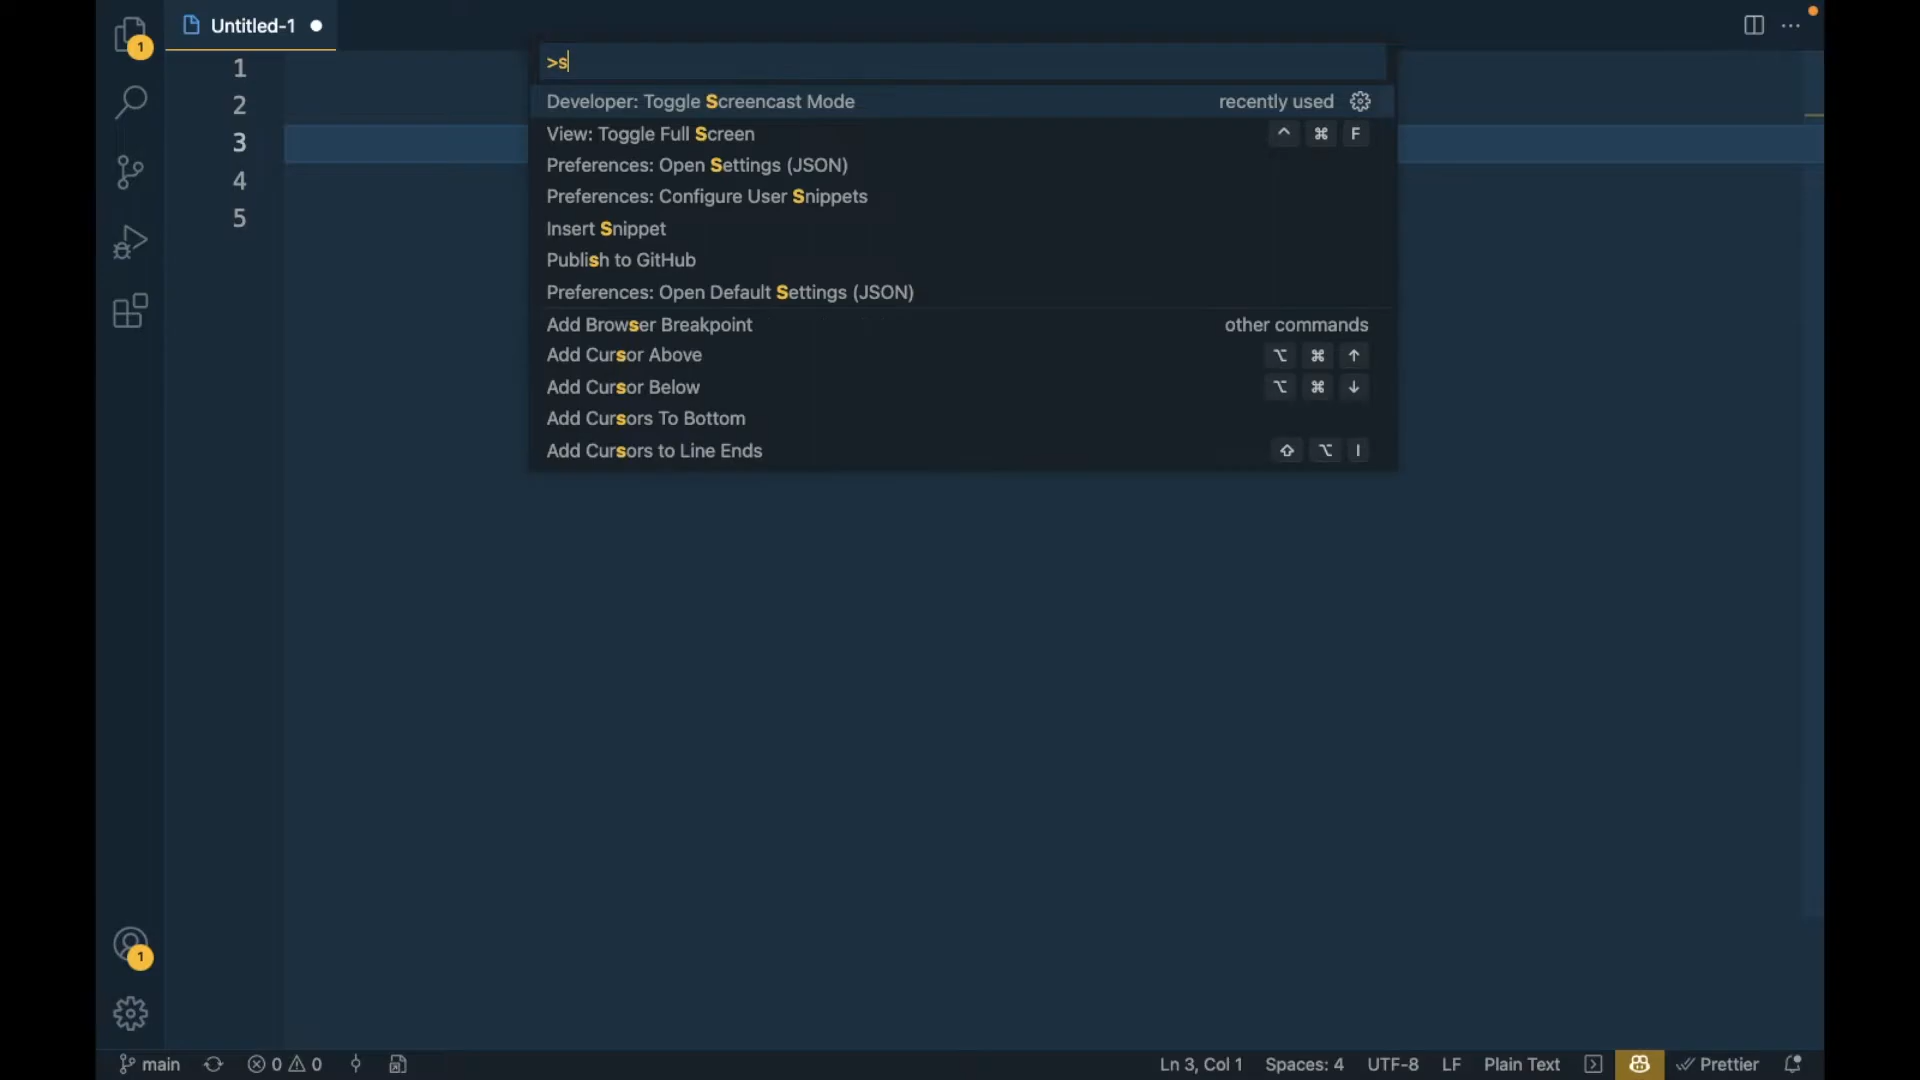 1
Untitled-1
>s
1
2
3
4
5
Developer: Toggle Screencast Mode recently used
View: Toggle Full Screen ^ ⌘ F
Preferences: Open Settings (JSON)
Preferences: Configure User Snippets
Insert Snippet
Publish to GitHub
Preferences: Open Default Settings (JSON)
Add Browser Breakpoint other commands
Add Cursor Above ⌥ ⌘ ↑
Add Cursor Below ⌥ ⌘ ↓
Add Cursors To Bottom
Add Cursors to Line Ends ⇧ ⌥ I
1
main 0 0 Ln 3, Col 1 Spaces: 4 UTF-8 LF Plain Text Prettier